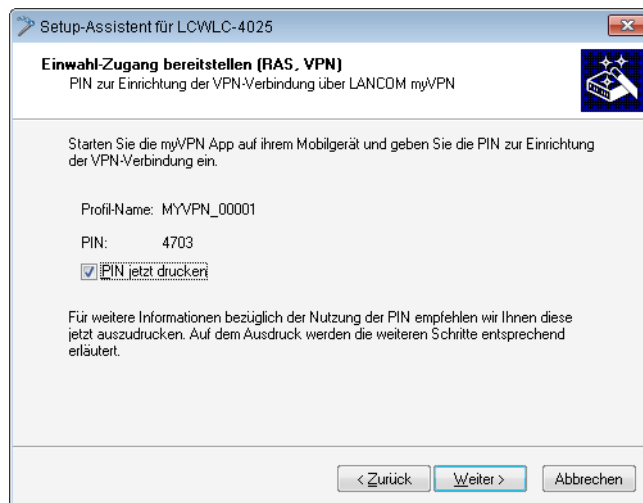 Setup-Assistent für LCWLC-4025
Einwahl-Zugang bereitstellen (RAS, VPN)
PIN zur Einrichtung der VPN-Verbindung über LANCOM myVPN
Starten Sie die myVPN App auf ihrem Mobilgerät und geben Sie die PIN zur Einrichtung
der VPN-Verbindung ein.
Profil-Name: MYVPN_00001
PIN: 4703
PIN jetzt drucken
Für weitere Informationen bezüglich der Nutzung der PIN empfehlen wir Ihnen diese
jetzt auszudrucken. Auf dem Ausdruck werden die weiteren Schritte entsprechend
erläutert.
< Zurück Weiter > Abbrechen